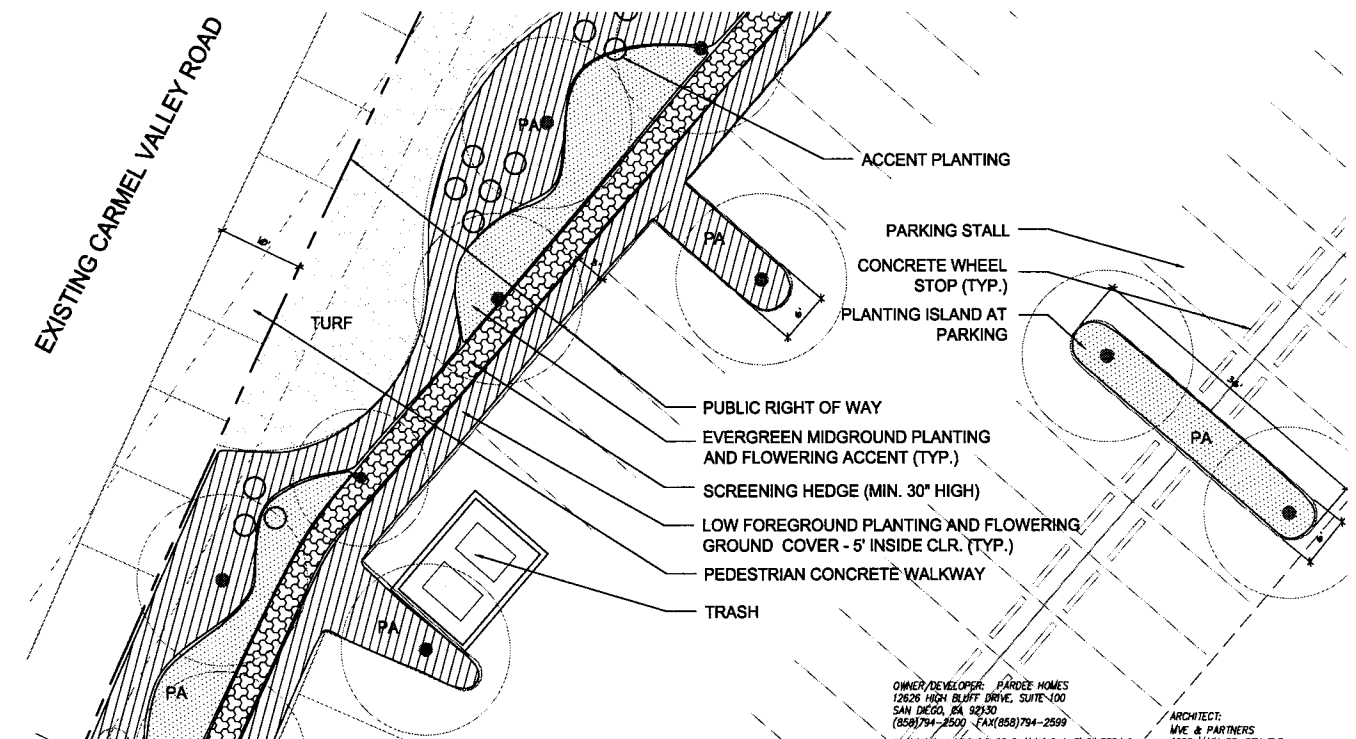 EXISTING CARMEL VALLEY ROAD
PA
ACCENT PLANTING
PA
PARKING STALL
CONCRETE WHEEL
STOP (TYP.)
PLANTING ISLAND AT
PARKING
6'
TURF
PUBLIC RIGHT OF WAY
EVERGREEN MIDGROUND PLANTING
AND FLOWERING ACCENT (TYP.)
PA
SCREENING HEDGE (MIN. 30" HIGH)
LOW FOREGROUND PLANTING AND FLOWERING
GROUND COVER - 5' INSIDE CLR. (TYP.)
PEDESTRIAN CONCRETE WALKWAY
TRASH
PA
PA
OWNER/DEVELOPER: PARDEE HOMES
12626 HIGH BLUFF DRIVE, SUITE 100
SAN DIEGO, CA 92130
(858)794-2500 FAX(858)794-2599
ARCHITECT:
MVE & PARTNERS